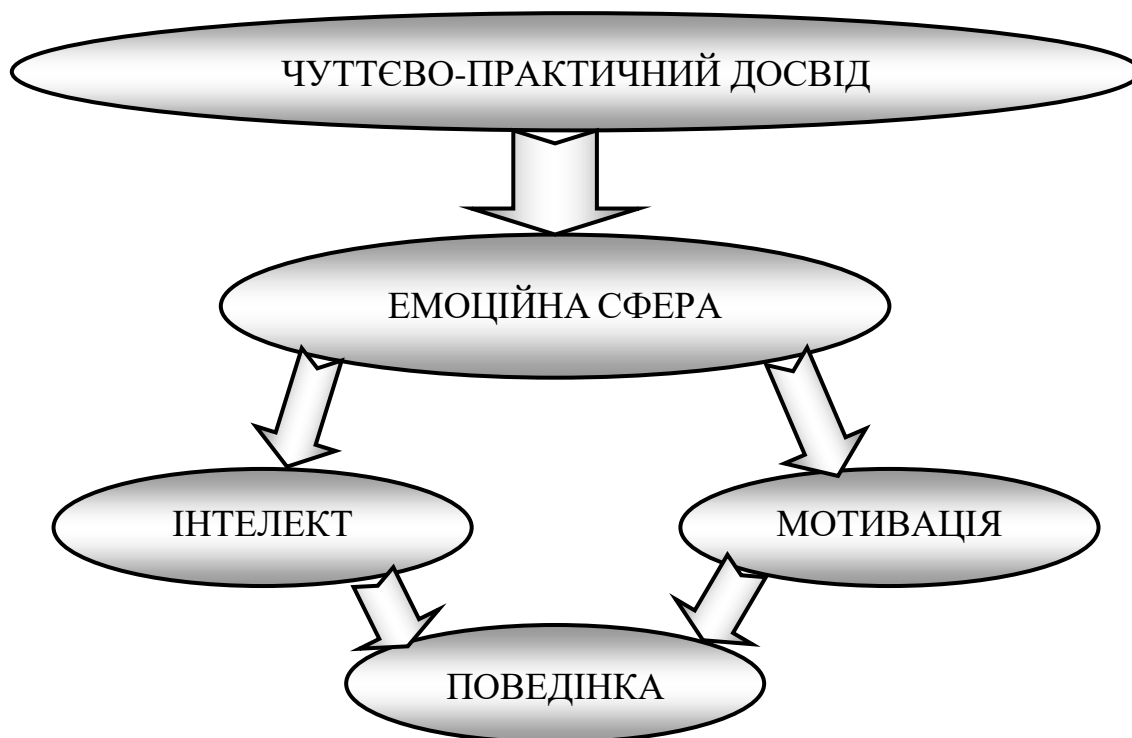 ЧУТТЄВО-ПРАКТИЧНИЙ ДОСВІД
ЕМОЦІЙНА СФЕРА
ІНТЕЛЕКТ
МОТИВАЦІЯ
ПОВЕДІНКА